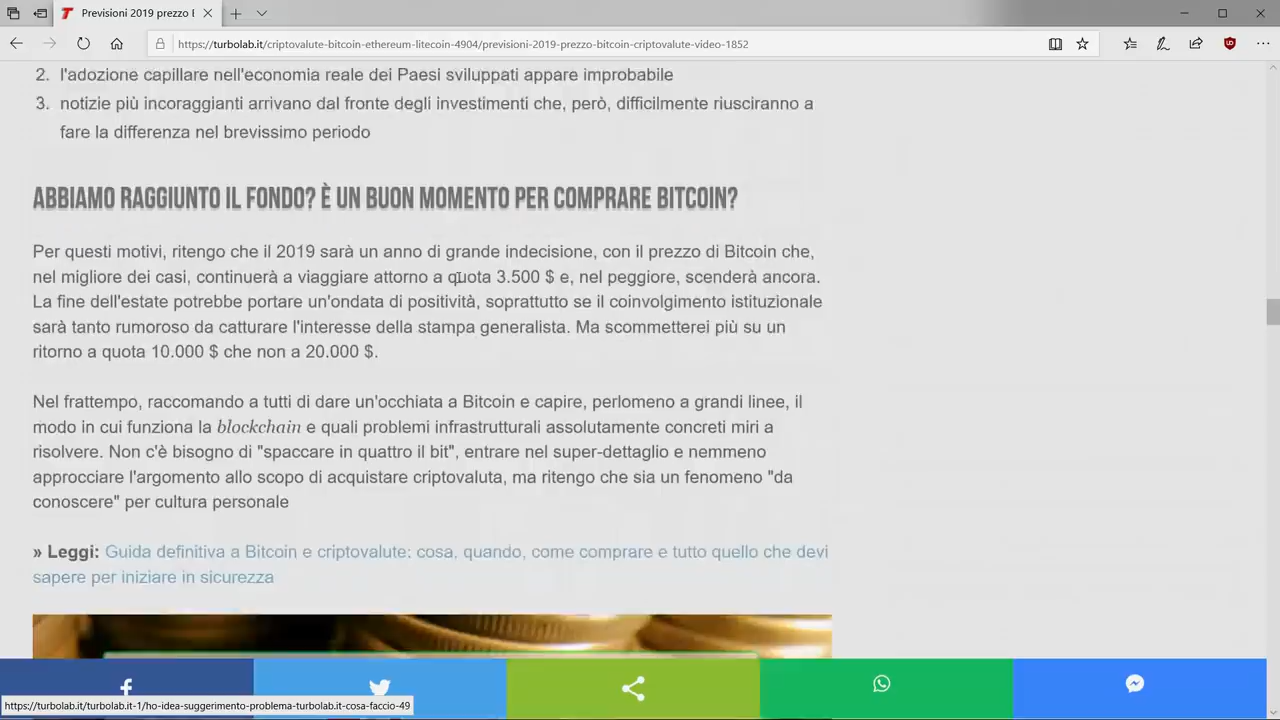 Previsioni 2019 prezzo
https://turbolab.it/criptovalute-bitcoin-ethereum-litecoin-4904/previsioni-2019-prezzo-bitcoin-criptovalute-video-1852
2. l'adozione capillare nell'economia reale dei Paesi sviluppati appare improbabile
3. notizie più incoraggianti arrivano dal fronte degli investimenti che, però, difficilmente riusciranno a
fare la differenza nel brevissimo periodo
ABBIAMO RAGGIUNTO IL FONDO? È UN BUON MOMENTO PER COMPRARE BITCOIN?
Per questi motivi, ritengo che il 2019 sarà un anno di grande indecisione, con il prezzo di Bitcoin che,
nel migliore dei casi, continuerà a viaggiare attorno a quota 3.500 $ e, nel peggiore, scenderà ancora.
La fine dell'estate potrebbe portare un'ondata di positività, soprattutto se il coinvolgimento istituzionale
sarà tanto rumoroso da catturare l'interesse della stampa generalista. Ma scommetterei più su un
ritorno a quota 10.000 $ che non a 20.000 $.
Nel frattempo, raccomando a tutti di dare un'occhiata a Bitcoin e capire, perlomeno a grandi linee, il
modo in cui funziona la blockchain e quali problemi infrastrutturali assolutamente concreti miri a
risolvere. Non c'è bisogno di "spaccare in quattro il bit", entrare nel super-dettaglio e nemmeno
approcciare l'argomento allo scopo di acquistare criptovaluta, ma ritengo che sia un fenomeno "da
conoscere" per cultura personale
» Leggi: Guida definitiva a Bitcoin e criptovalute: cosa, quando, come comprare e tutto quello che devi
sapere per iniziare in sicurezza
https://turbolab.it/turbolab.it-1/ho-idea-suggerimento-problema-turbolab.it-cosa-faccio-49